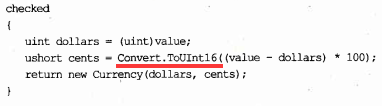 checked
{
uint dollars = (uint)value;
ushort cents = Convert.ToUInt16((value - dollars) * 100);
return new Currency(dollars, cents);
}